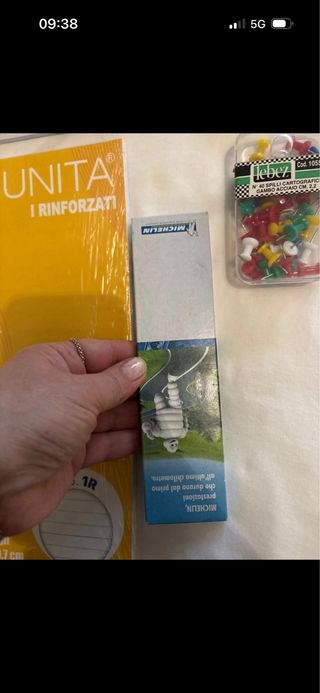 09:38
5G
UNITA®
I RINFORZATI
lebez
Cod. 1055
N° 40 SPILLI CARTOGRAFICI
GAMBO ACCIAIO CM. 2,2
MICHELIN
MICHELIN,
prestazioni
che durano dal primo
all'ultimo chilometro.
1R